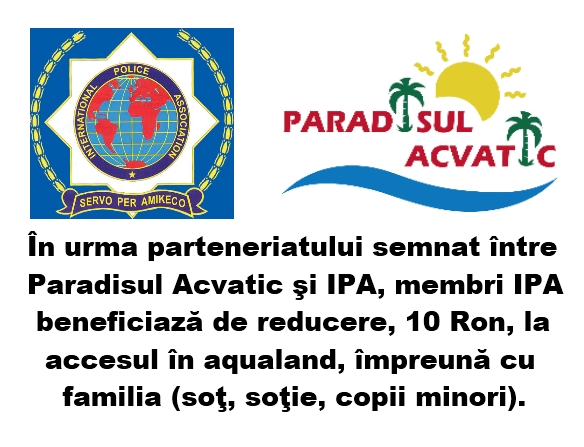 INTERNATIONAL POLICE ASSOCIATION
SERVO PER AMIKECO
PARADISUL
ACVATIC
În urma parteneriatului semnat între
Paradisul Acvatic şi IPA, membri IPA
beneficiază de reducere, 10 Ron, la
accesul în aqualand, împreună cu
familia (soţ, soţie, copii minori).